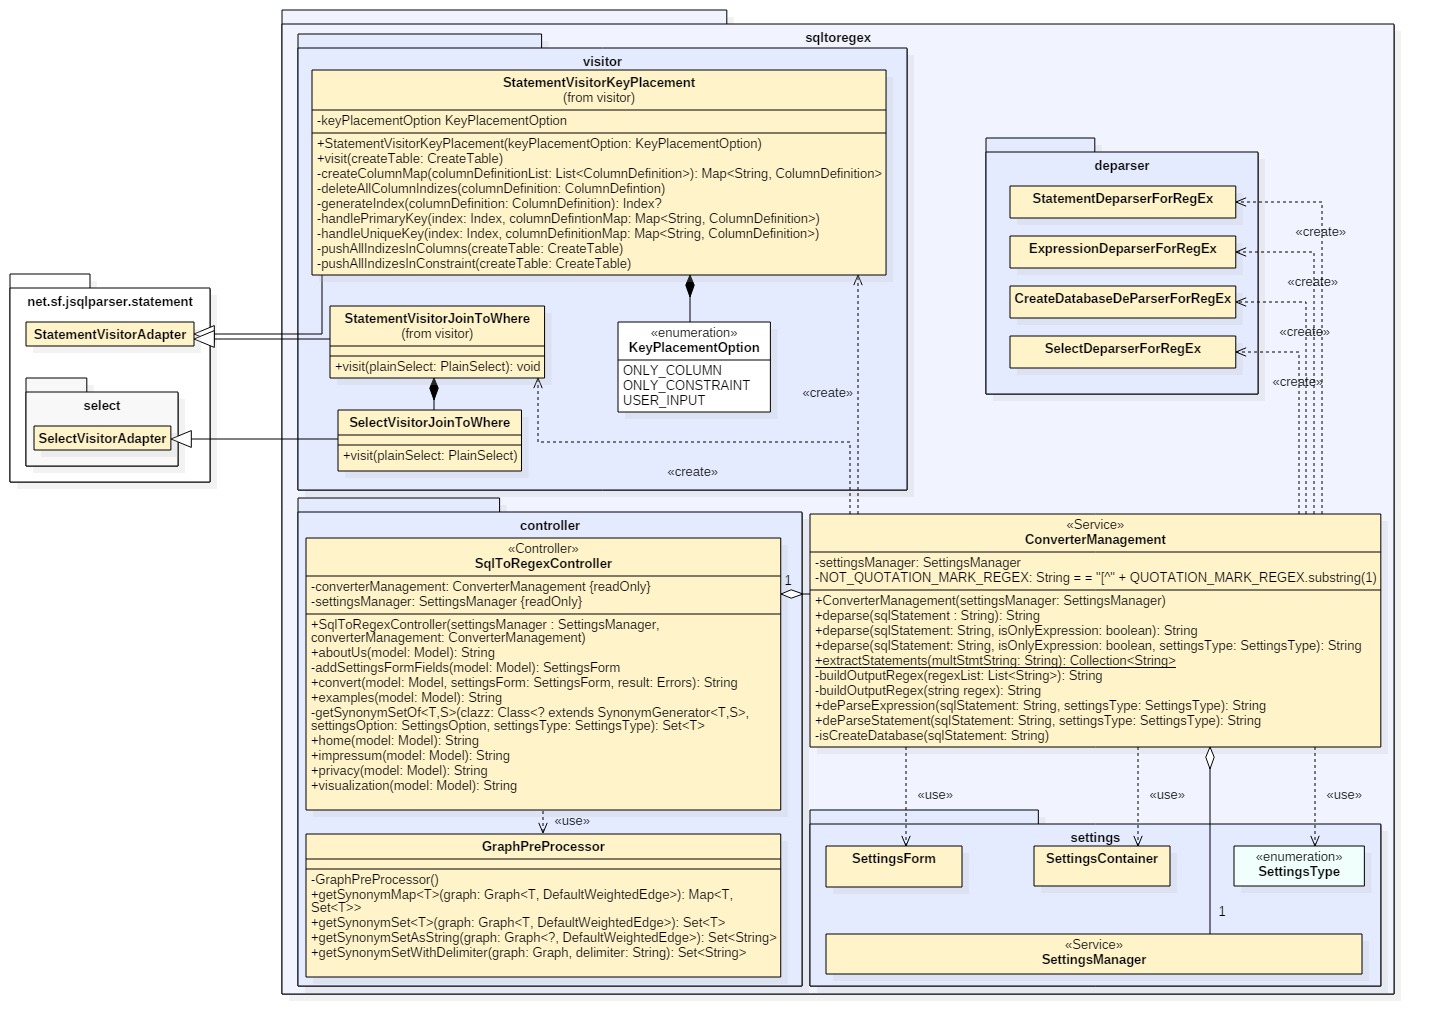 sqltoregex
visitor
StatementVisitorKeyPlacement
(from visitor)
-keyPlacementOption KeyPlacementOption
+StatementVisitorKeyPlacement(keyPlacementOption: KeyPlacementOption)
+visit(createTable: CreateTable)
-createColumnMap(columnDefinitionList: List<ColumnDefinition>): Map<String, ColumnDefinition>
-deleteAllColumnIndizes(columnDefinition: ColumnDefintion)
-generateIndex(columnDefinition: ColumnDefinition): Index?
-handlePrimaryKey(index: Index, columnDefintionMap: Map<String, ColumnDefinition>)
-handleUniqueKey(index: Index, columnDefintionMap: Map<String, ColumnDefinition>)
-pushAllIndizesInColumns(createTable: CreateTable)
-pushAllIndizesInConstraint(createTable: CreateTable)
net.sf.jsqlparser.statement
StatementVisitorAdapter
select
SelectVisitorAdapter
StatementVisitorJoinToWhere
(from visitor)
+visit(plainSelect: PlainSelect): void
SelectVisitorJoinToWhere
+visit(plainSelect: PlainSelect)
«enumeration»
KeyPlacementOption
ONLY_COLUMN
ONLY_CONSTRAINT
USER_INPUT
«create»
«create»
deparser
StatementDeparserForRegEx
«create»
ExpressionDeparserForRegEx
«create»
CreateDatabaseDeParserForRegEx
«create»
SelectDeparserForRegEx
«create»
controller
«Controller»
SqlToRegexController
-converterManagement: ConverterManagement {readOnly}
-settingsManager: SettingsManager {readOnly}
+SqlToRegexController(settingsManager : SettingsManager,
converterManagement: ConverterManagement)
+aboutUs(model: Model): String
-addSettingsFormFields(model: Model): SettingsForm
+convert(model: Model, settingsForm: SettingsForm, result: Errors): String
+examples(model: Model): String
-getSynonymSetOf<T,S>(clazz: Class<? extends SynonymGenerator<T,S>,
settingsOption: SettingsOption, settingsType: SettingsType): Set<T>
+home(model: Model): String
+impressum(model: Model): String
+privacy(model: Model): String
+visualization(model: Model): String
«use»
GraphPreProcessor
-GraphPreProcessor()
+getSynonymMap<T>(graph: Graph<T, DefaultWeightedEdge>): Map<T,
Set<T>>
+getSynonymSet<T>(graph: Graph<T, DefaultWeightedEdge>): Set<T>
+getSynonymSetAsString(graph: Graph<?, DefaultWeightedEdge>): Set<String>
+getSynonymSetWithDelimiter(graph: Graph, delimiter: String): Set<String>
1
«Service»
ConverterManagement
-settingsManager: SettingsManager
-NOT_QUOTATION_MARK_REGEX: String = = "[^" + QUOTATION_MARK_REGEX.substring(1)
+ConverterManagement(settingsManager: SettingsManager)
+deparse(sqlStatement : String): String
+deparse(sqlStatement: String, isOnlyExpression: boolean): String
+deparse(sqlStatement: String, isOnlyExpression: boolean, settingsType: SettingsType): String
+extractStatements(multStmtString: String): Collection<String>
-buildOutputRegex(regexList: List<String>): String
-buildOutputRegex(string regex): String
+deParseExpression(sqlStatement: String, settingsType: SettingsType): String
+deParseStatement(sqlStatement: String, settingsType: SettingsType): String
-isCreateDatabase(sqlStatement: String)
«use»
«use»
«use»
settings
SettingsForm
SettingsContainer
«enumeration»
SettingsType
1
«Service»
SettingsManager